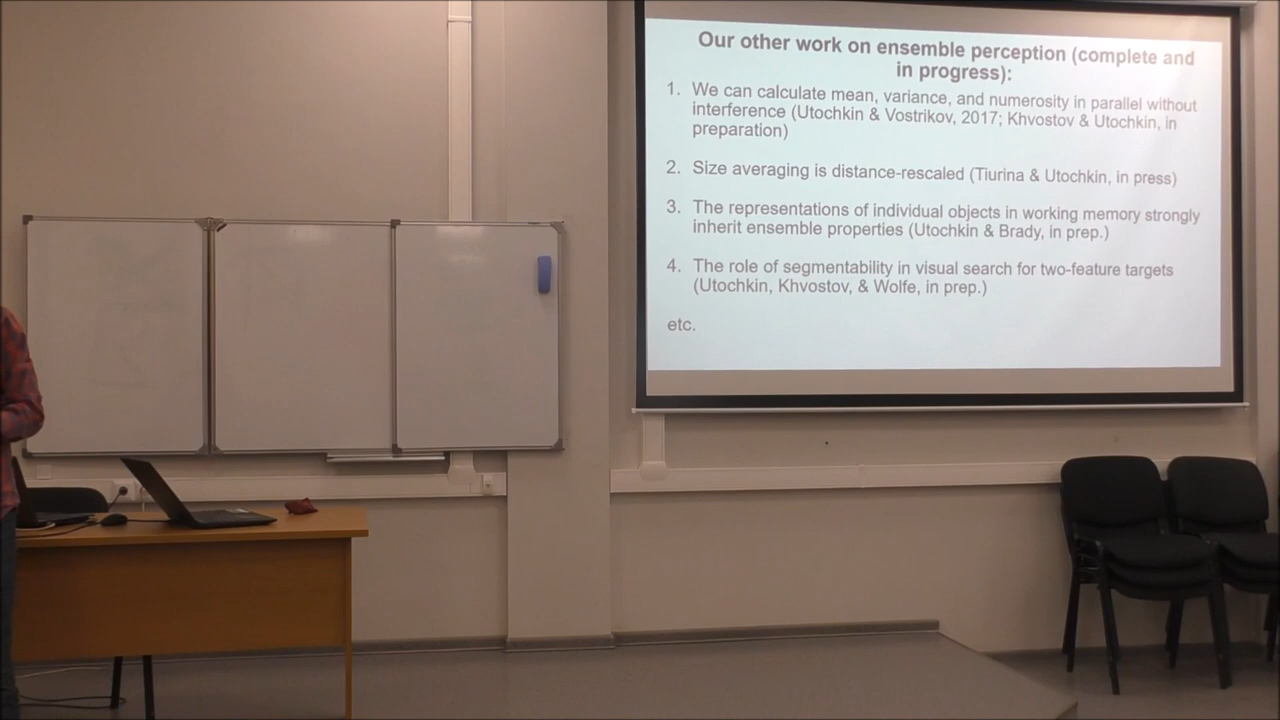 Our other work on ensemble perception (complete and
in progress):
1. We can calculate mean, variance, and numerosity in parallel without
interference (Utochkin & Vostrikov, 2017; Khvostov & Utochkin, in
preparation)
2. Size averaging is distance-rescaled (Tiurina & Utochkin, in press)
3. The representations of individual objects in working memory strongly
inherit ensemble properties (Utochkin & Brady, in prep.)
4. The role of segmentability in visual search for two-feature targets
(Utochkin, Khvostov, & Wolfe, in prep.)
etc.